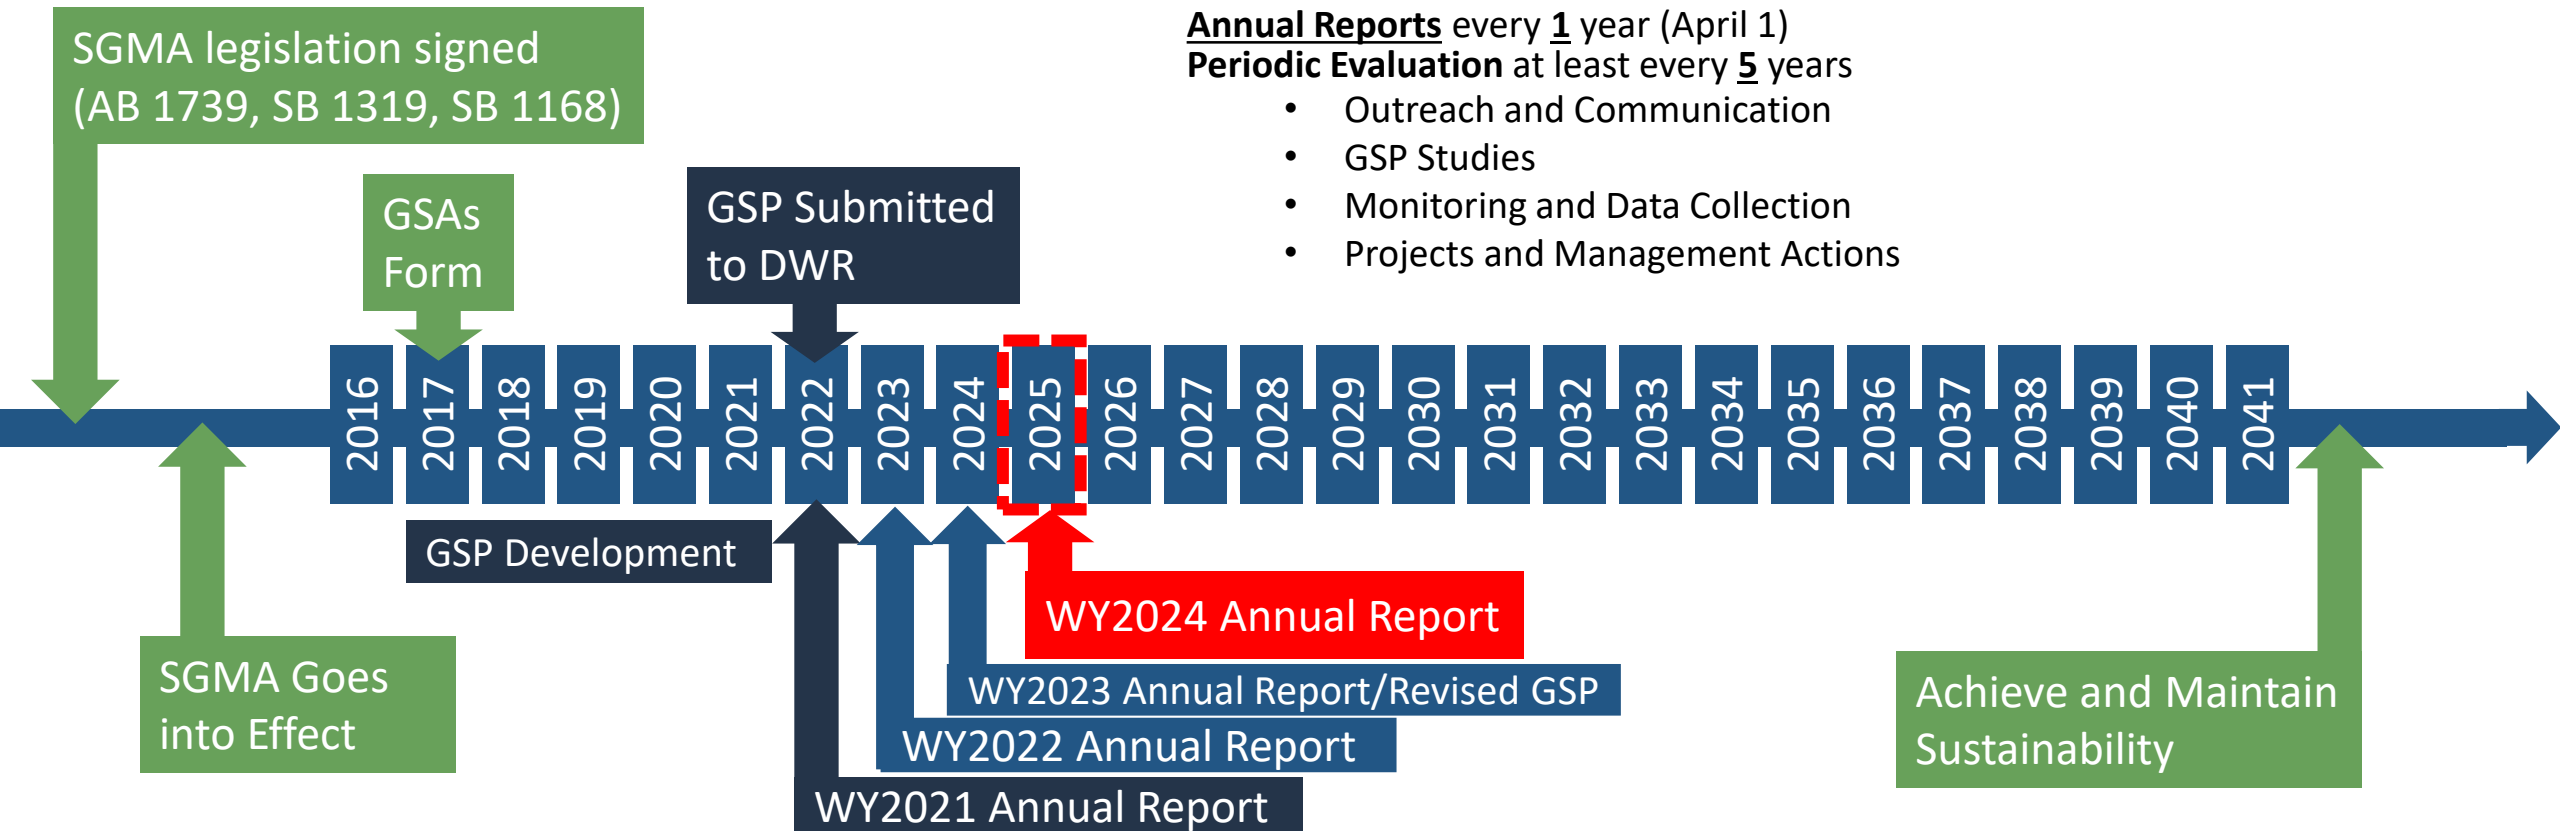 SGMA legislation signed
(AB 1739, SB 1319, SB 1168)
Annual Reports every 1 year (April 1)
Periodic Evaluation at least every 5 years
• Outreach and Communication
• GSP Studies
• Monitoring and Data Collection
• Projects and Management Actions
GSAs
Form
GSP Submitted
to DWR
2016
2017
2018
2019
2020
2021
2022
2023
2024
2025
2026
2027
2028
2029
2030
2031
2032
2033
2034
2035
2036
2037
2038
2039
2040
2041
GSP Development
WY2024 Annual Report
SGMA Goes
into Effect
WY2023 Annual Report/Revised GSP
WY2022 Annual Report
WY2021 Annual Report
Achieve and Maintain
Sustainability